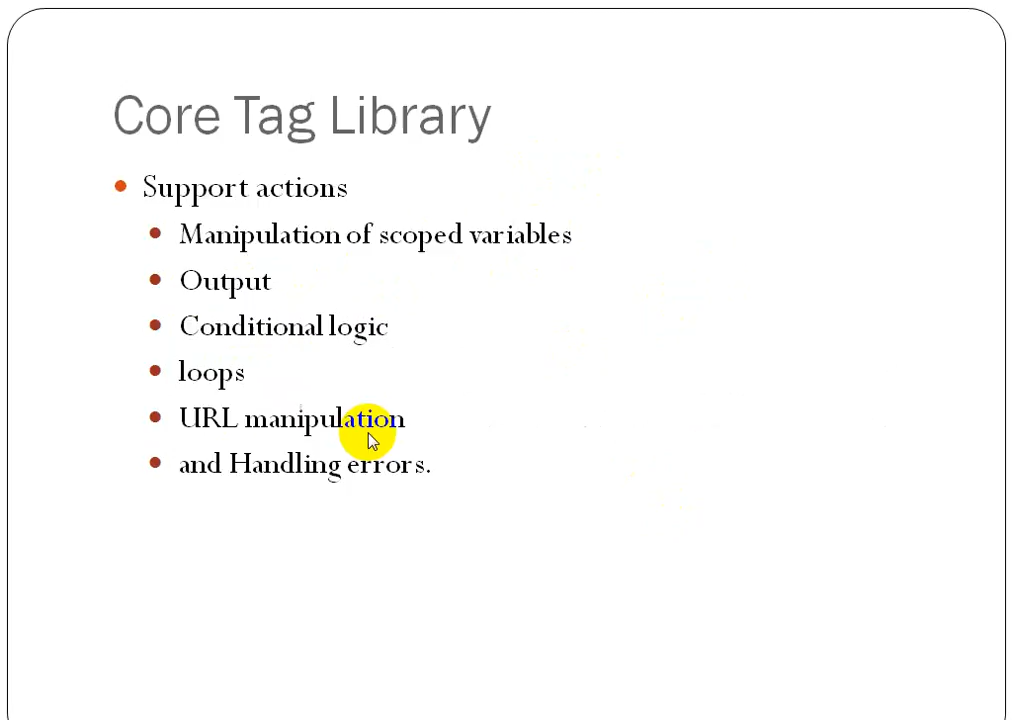 Core Tag Library
Support actions
Manipulation of scoped variables
Output
Conditional logic
loops
URL manipulation
and Handling errors.